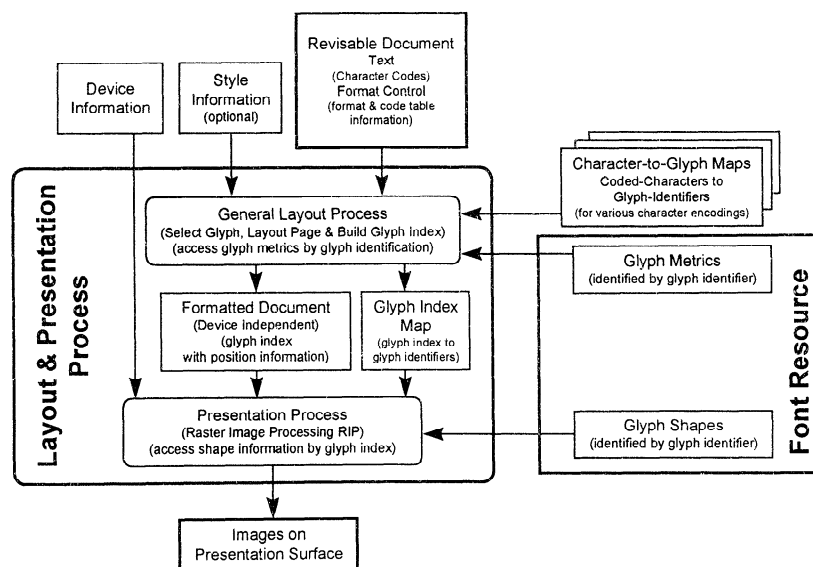 Revisable Document
Text
(Character Codes)
Format Control
(format & code table
information)
Style
Information
(optional)
Device
Information
Character-to-Glyph Maps
Coded-Characters to
Glyph-Identifiers
(for various character encodings)
Layout & Presentation
Process
General Layout Process
(Select Glyph, Layout Page & Build Glyph Index)
(access glyph metrics by glyph identification)
Glyph Metrics
(identified by glyph identifier)
Formatted Document
(Device Independent)
(glyph index
with position information)
Glyph Index
Map
(glyph index to
glyph identifiers)
Font Resource
Presentation Process
(Raster Image Processing RIP)
(access shape information by glyph index)
Glyph Shapes
(identified by glyph identifier)
Images on
Presentation Surface